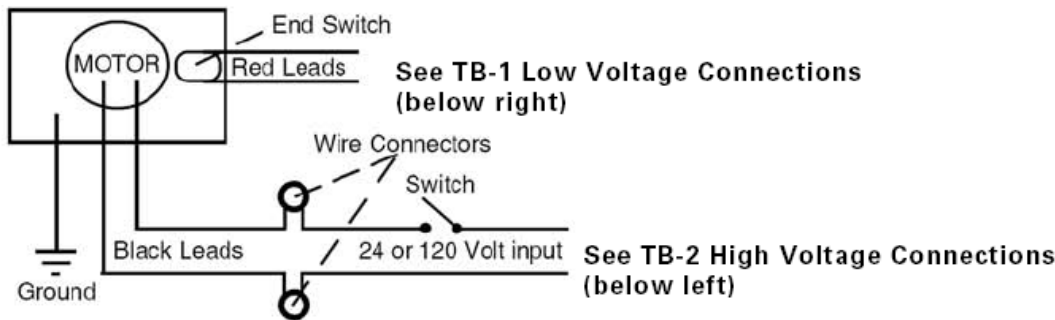 End Switch
MOTOR
Red Leads
See TB-1 Low Voltage Connections
(below right)
Wire Connectors
Switch
Black Leads
24 or 120 Volt input
See TB-2 High Voltage Connections
(below left)
Ground